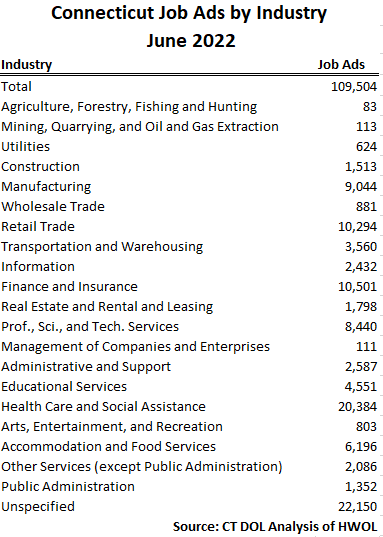 Connecticut Job Ads by Industry
June 2022
Industry Job Ads
Total 109,504
Agriculture, Forestry, Fishing and Hunting 83
Mining, Quarrying, and Oil and Gas Extraction 113
Utilities 624
Construction 1,513
Manufacturing 9,044
Wholesale Trade 881
Retail Trade 10,294
Transportation and Warehousing 3,560
Information 2,432
Finance and Insurance 10,501
Real Estate and Rental and Leasing 1,798
Prof., Sci., and Tech. Services 8,440
Management of Companies and Enterprises 111
Administrative and Support 2,587
Educational Services 4,551
Health Care and Social Assistance 20,384
Arts, Entertainment, and Recreation 803
Accommodation and Food Services 6,196
Other Services (except Public Administration) 2,086
Public Administration 1,352
Unspecified 22,150
Source: CT DOL Analysis of HWOL